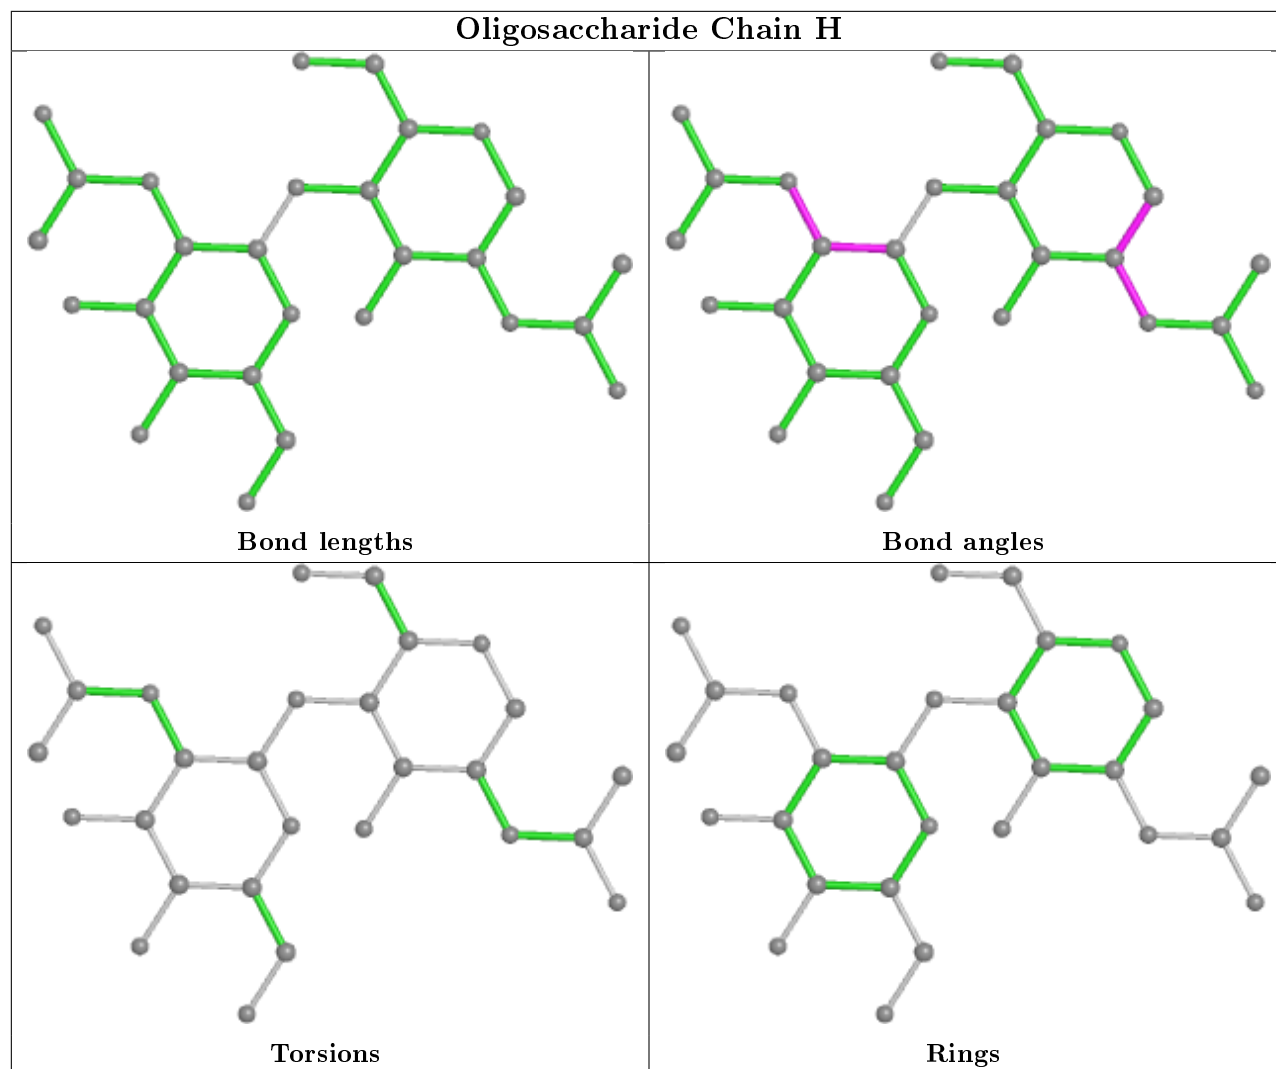 Oligosaccharide Chain H
Bond lengths
Bond angles
Torsions
Rings